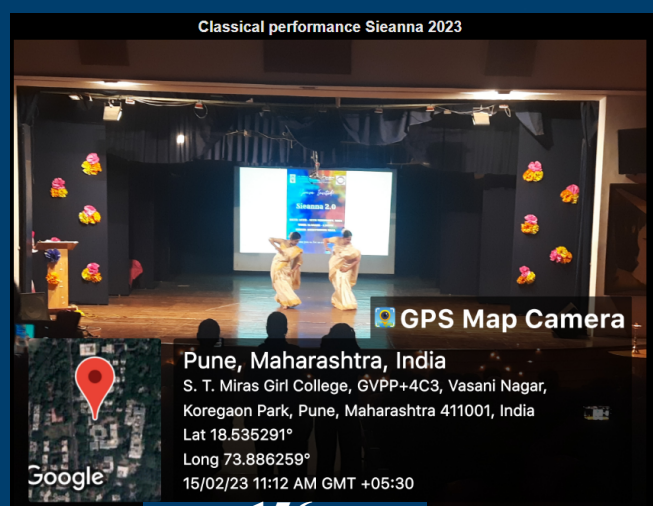 Classical performance Sieanna 2023
Sieanna 2.0
GPS Map Camera
Pune, Maharashtra, India
S. T. Miras Girl College, GVPP+4C3, Vasani Nagar,
Koregaon Park, Pune, Maharashtra 411001, India
Lat 18.535291°
Long 73.886259°
15/02/23 11:12 AM GMT +05:30
Google